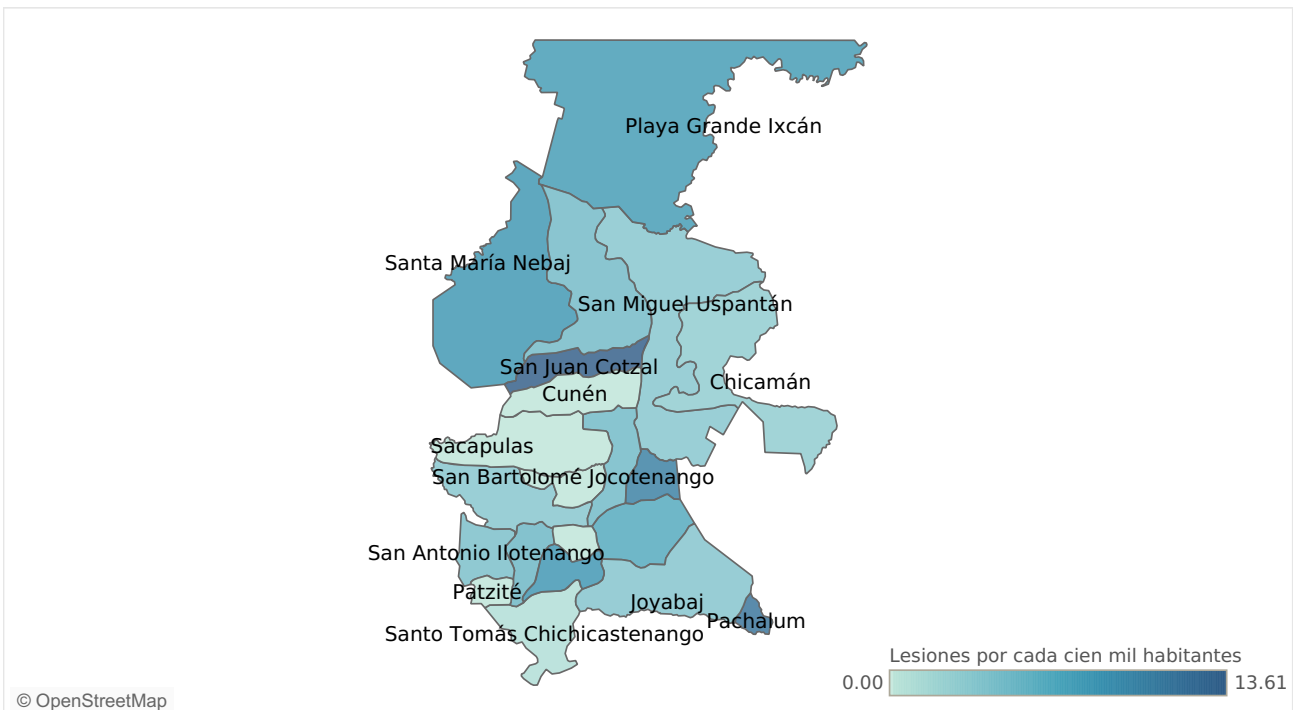 Playa Grande Ixcán
Santa María Nebaj
San Miguel Uspantán
San Juan Cotzal
Chicamán
Cunén
Sacapulas
San Bartolomé Jocotenango
San Antonio Ilotenango
Patzité
Joyabaj
Pachalum
Santo Tomás Chichicastenango
Lesiones por cada cien mil habitantes
0.00 13.61
© OpenStreetMap